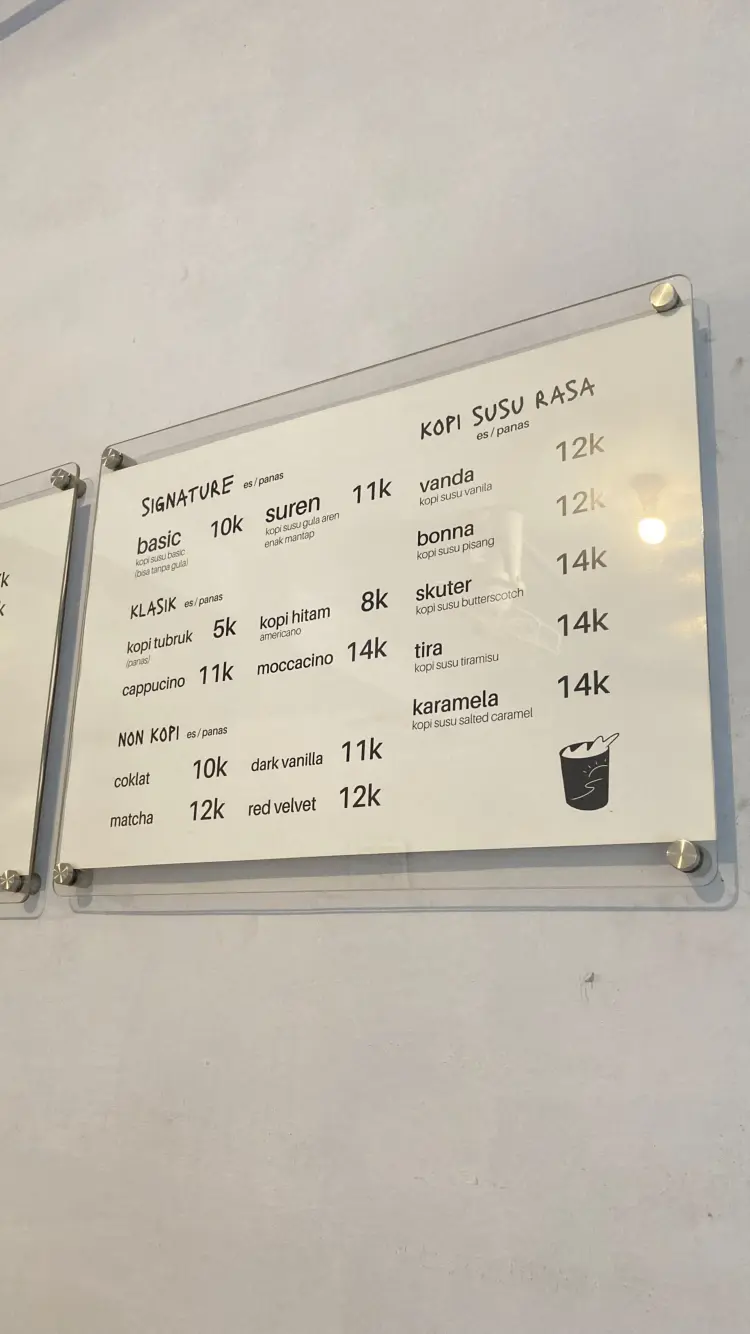 k
k
SIGNATURE es/panas
basic 10k
kopi susu basic
(bisa tanpa gula)
suren 11k
kopi susu gula aren
enak mantap
KLASIK es/panas
kopi tubruk 5k
(panas)
kopi hitam 8k
americano
cappucino 11k
moccacino 14k
NON KOPI es/panas
coklat 10k
dark vanilla 11k
matcha 12k
red velvet 12k
KOPI SUSU RASA
es/panas
vanda 12k
kopi susu vanila
bonna 12k
kopi susu pisang
skuter 14k
kopi susu butterscotch
tira 14k
kopi susu tiramisu
karamela 14k
kopi susu salted caramel